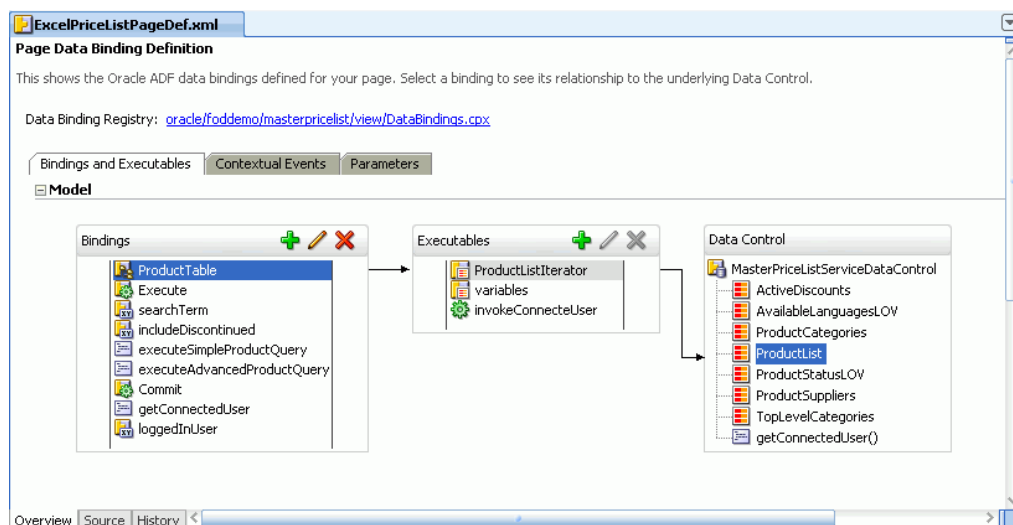 ExcelPriceListPageDef.xml
Page Data Binding Definition
This shows the Oracle ADF data bindings defined for your page. Select a binding to see its relationship to the underlying Data Control.
Data Binding Registry: oracle/foddemo/masterpricelist/view/DataBindings.cpx
Bindings and Executables Contextual Events Parameters
Model
Bindings
ProductTable
Execute
searchTerm
includeDiscontinued
executeSimpleProductQuery
executeAdvancedProductQuery
Commit
getConnectedUser
loggedInUser
Executables
ProductListIterator
variables
invokeConnecteUser
Data Control
MasterPriceListServiceDataControl
ActiveDiscounts
AvailableLanguagesLOV
ProductCategories
ProductList
ProductStatusLOV
ProductSuppliers
TopLevelCategories
getConnectedUser()
Overview Source History